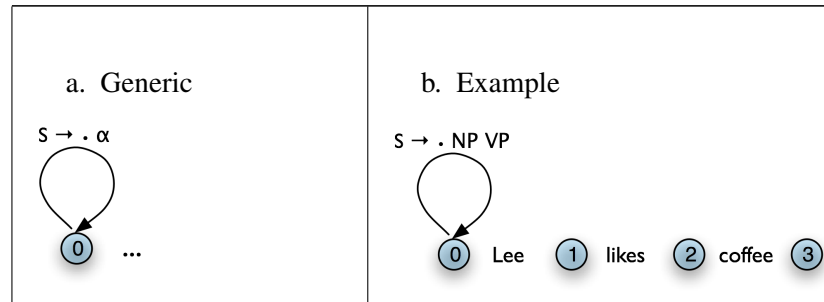 a. Generic
S → · α
0 ...
b. Example
S → · NP VP
0 Lee 1 likes 2 coffee 3